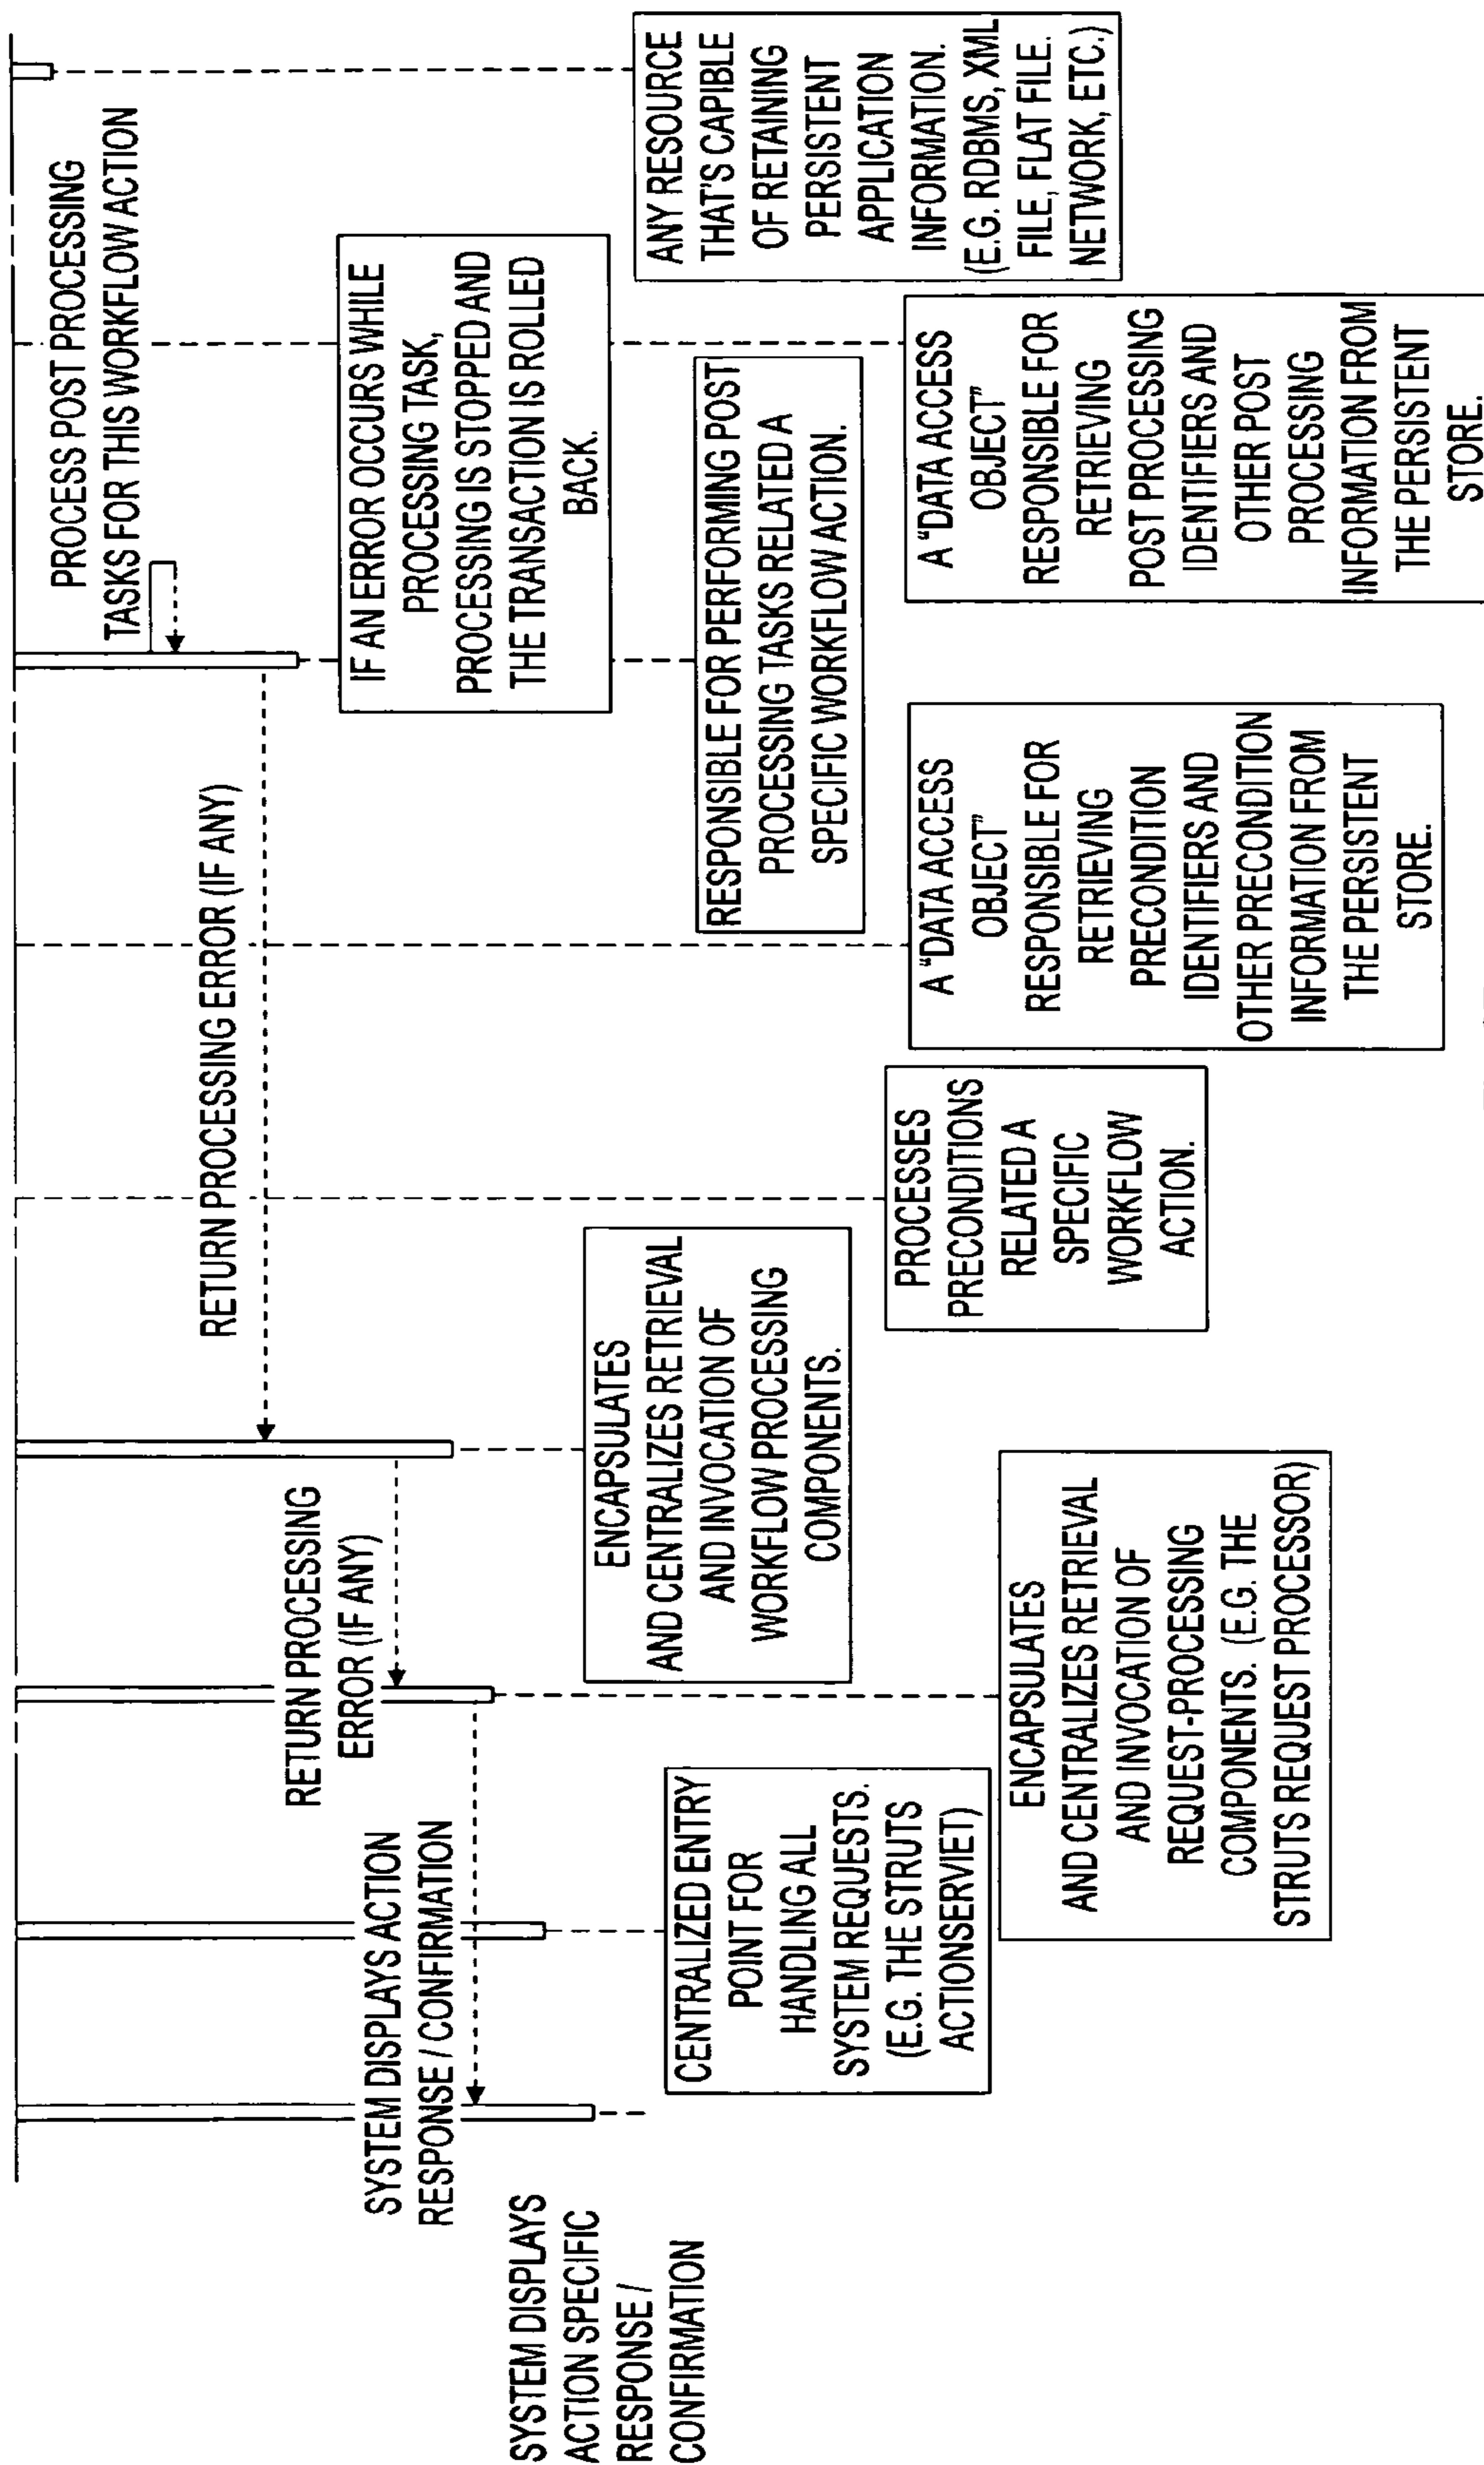 PROCESS POST PROCESSING
TASKS FOR THIS WORKFLOW ACTION
RETURN PROCESSING ERROR (IF ANY)
RETURN PROCESSING
ERROR (IF ANY)
SYSTEM DISPLAYS ACTION
RESPONSE / CONFIRMATION
SYSTEM DISPLAYS
ACTION SPECIFIC
RESPONSE /
CONFIRMATION
IF AN ERROR OCCURS WHILE
PROCESSING TASK,
PROCESSING IS STOPPED AND
THE TRANSACTION IS ROLLED
BACK.
CENTRALIZED ENTRY
POINT FOR
HANDLING ALL
SYSTEM REQUESTS.
(E.G. THE STRUTS
ACTIONSERVIET)
ENCAPSULATES
AND CENTRALIZES RETRIEVAL
AND INVOCATION OF
REQUEST-PROCESSING
COMPONENTS. (E.G. THE
STRUTS REQUEST PROCESSOR)
ENCAPSULATES
AND CENTRALIZES RETRIEVAL
AND INVOCATION OF
WORKFLOW PROCESSING
COMPONENTS.
PROCESSES
PRECONDITIONS
RELATED A
SPECIFIC
WORKFLOW
ACTION.
A "DATA ACCESS
OBJECT"
RESPONSIBLE FOR
RETRIEVING
PRECONDITION
IDENTIFIERS AND
OTHER PRECONDITION
INFORMATION FROM
THE PERSISTENT
STORE.
RESPONSIBLE FOR PERFORMING POST
PROCESSING TASKS RELATED A
SPECIFIC WORKFLOW ACTION.
A "DATA ACCESS
OBJECT"
RESPONSIBLE FOR
RETRIEVING
POST PROCESSING
IDENTIFIERS AND
OTHER POST
PROCESSING
INFORMATION FROM
THE PERSISTENT
STORE.
ANY RESOURCE
THAT'S CAPIBLE
OF RETAINING
PERSISTENT
APPLICATION
INFORMATION.
(E.G. RDBMS, XML
FILE, FLAT FILE.
NETWORK, ETC.)